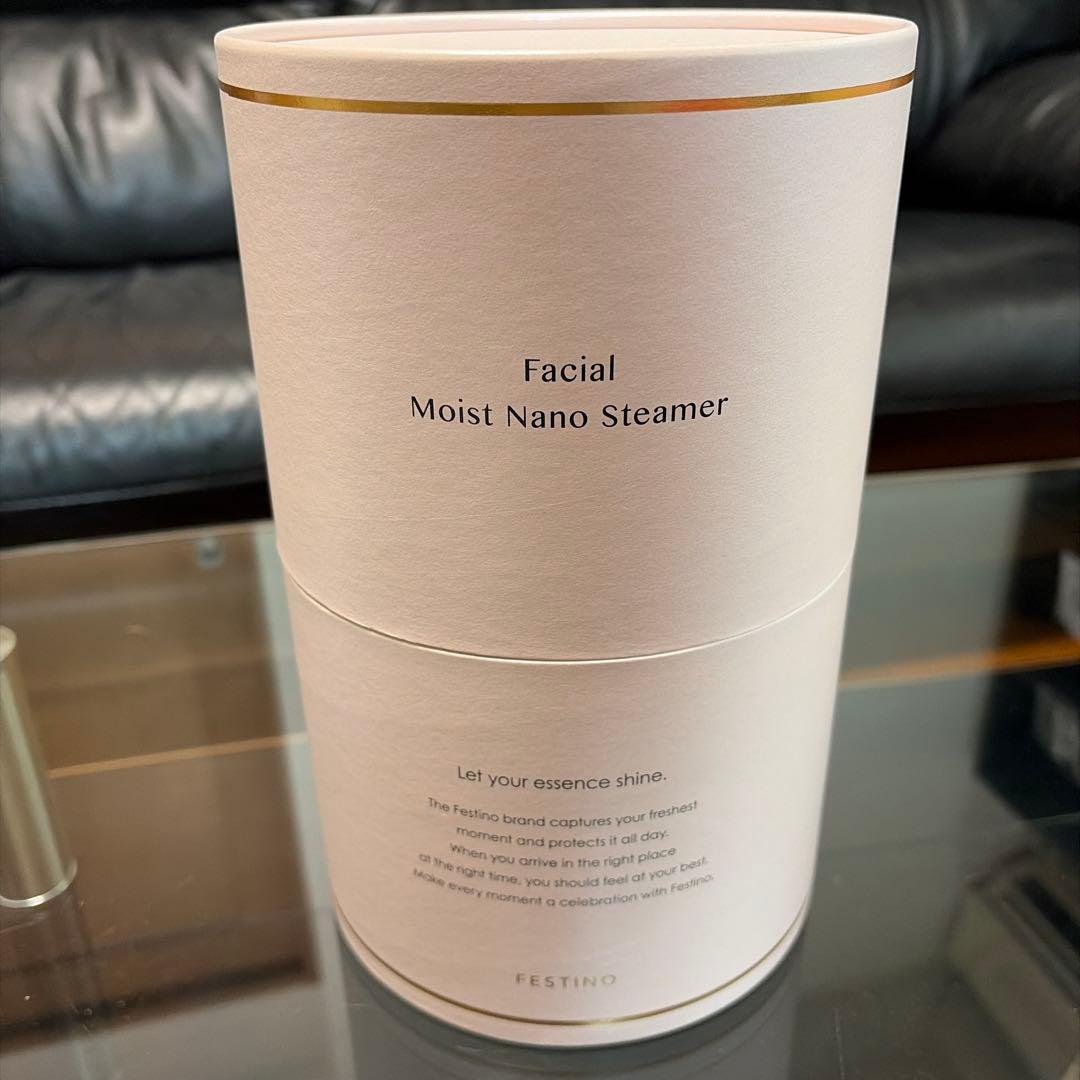 Facial
Moist Nano Steamer
Let your essence shine.
The Festino brand captures your freshest
moment and protects it all day.
When you arrive in the right place
at the right time, you should feel at your best.
Make every moment a celebration with Festino.
FESTINO